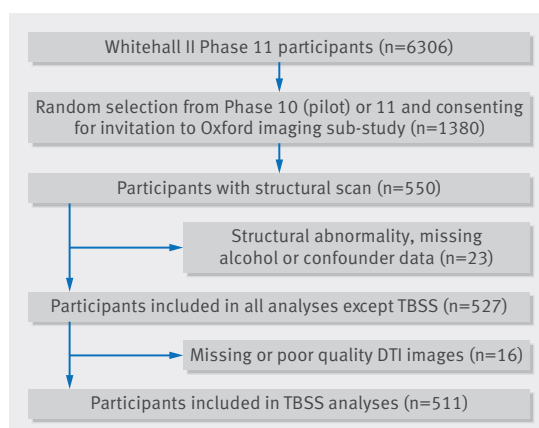 Whitehall II Phase 11 participants (n=6306)
Random selection from Phase 10 (pilot) or 11 and consenting
for invitation to Oxford imaging sub-study (n=1380)
Participants with structural scan (n=550)
Structural abnormality, missing
alcohol or confounder data (n=23)
Participants included in all analyses except TBSS (n=527)
Missing or poor quality DTI images (n=16)
Participants included in TBSS analyses (n=511)